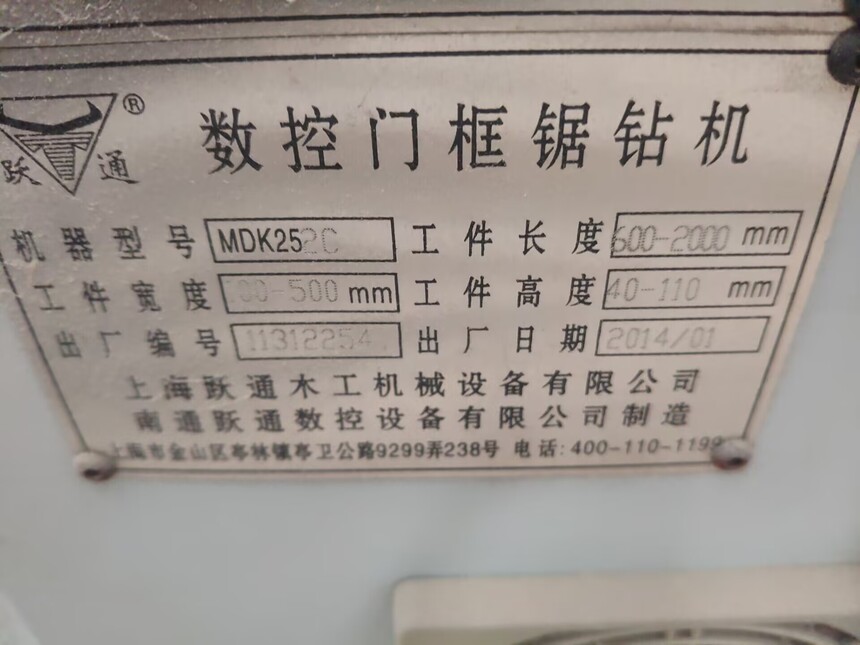 跃通®
数控门框锯钻机
机器型号 MDK252C 工件长度 600-2000 mm
工件宽度 -500 mm 工件高度 40-110 mm
出厂编号 11312254 出厂日期 2014/01
上海跃通木工机械设备有限公司
南通跃通数控设备有限公司制造
上海市金山区亭林镇亭卫公路9299弄238号 电话:400-110-1199